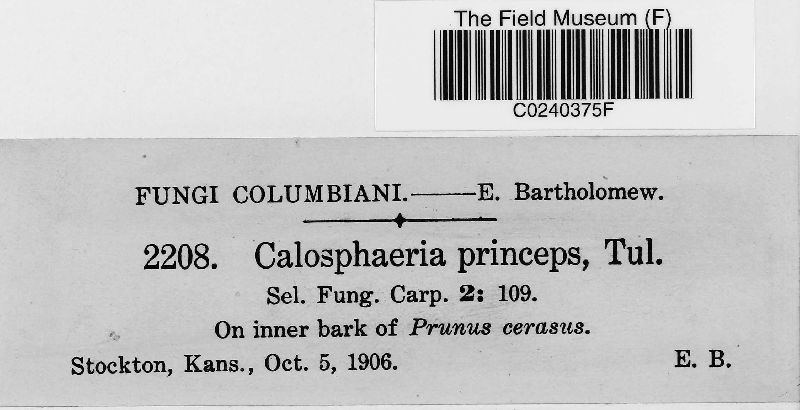 The Field Museum (F)
C0240375F
FUNGI COLUMBIANI.——E. Bartholomew.
2208. Calosphaeria princeps, Tul.
Sel. Fung. Carp. 2: 109.
On inner bark of Prunus cerasus.
Stockton, Kans., Oct. 5, 1906. E. B.